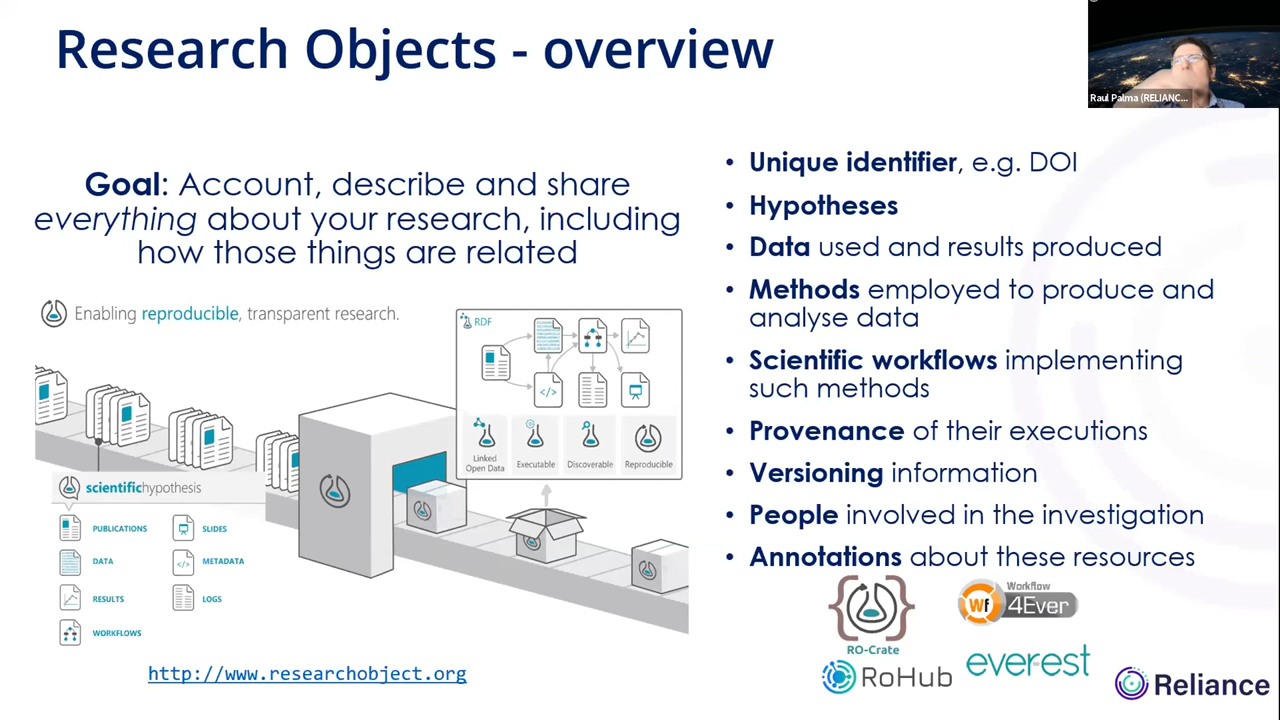 Research Objects - overview
Raul Palma (RELIANC...
Goal: Account, describe and share
everything about your research, including
how those things are related
Enabling reproducible, transparent research.
RDF
</>
Linked
Open Data
Executable
Discoverable
Reproducible
scientifichypothesis
PUBLICATIONS
SLIDES
DATA
</>
METADATA
RESULTS
LOGS
WORKFLOWS
http://www.researchobject.org
• Unique identifier, e.g. DOI
• Hypotheses
• Data used and results produced
• Methods employed to produce and
analyse data
• Scientific workflows implementing
such methods
• Provenance of their executions
• Versioning information
• People involved in the investigation
• Annotations about these resources
RO-Crate
Workflow
Wf 4Ever
RoHub
everest
Reliance